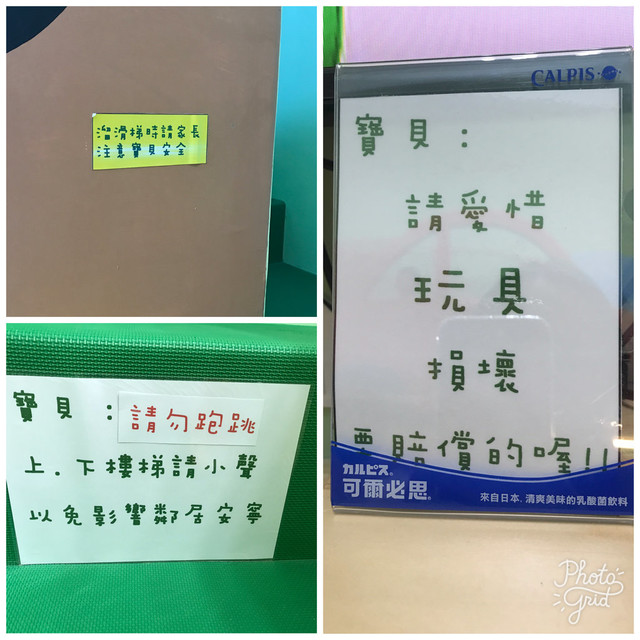 溜滑梯時請家長
注意寶貝安全
寶貝：請勿跑跳
上.下樓梯請小聲
以免影響鄰居安寧
CALPIS
寶貝：
請愛惜
玩具
損壞
要賠償的喔!!
カルピス®
可爾必思®
來自日本．清爽美味的乳酸菌飲料
Photo
Grid